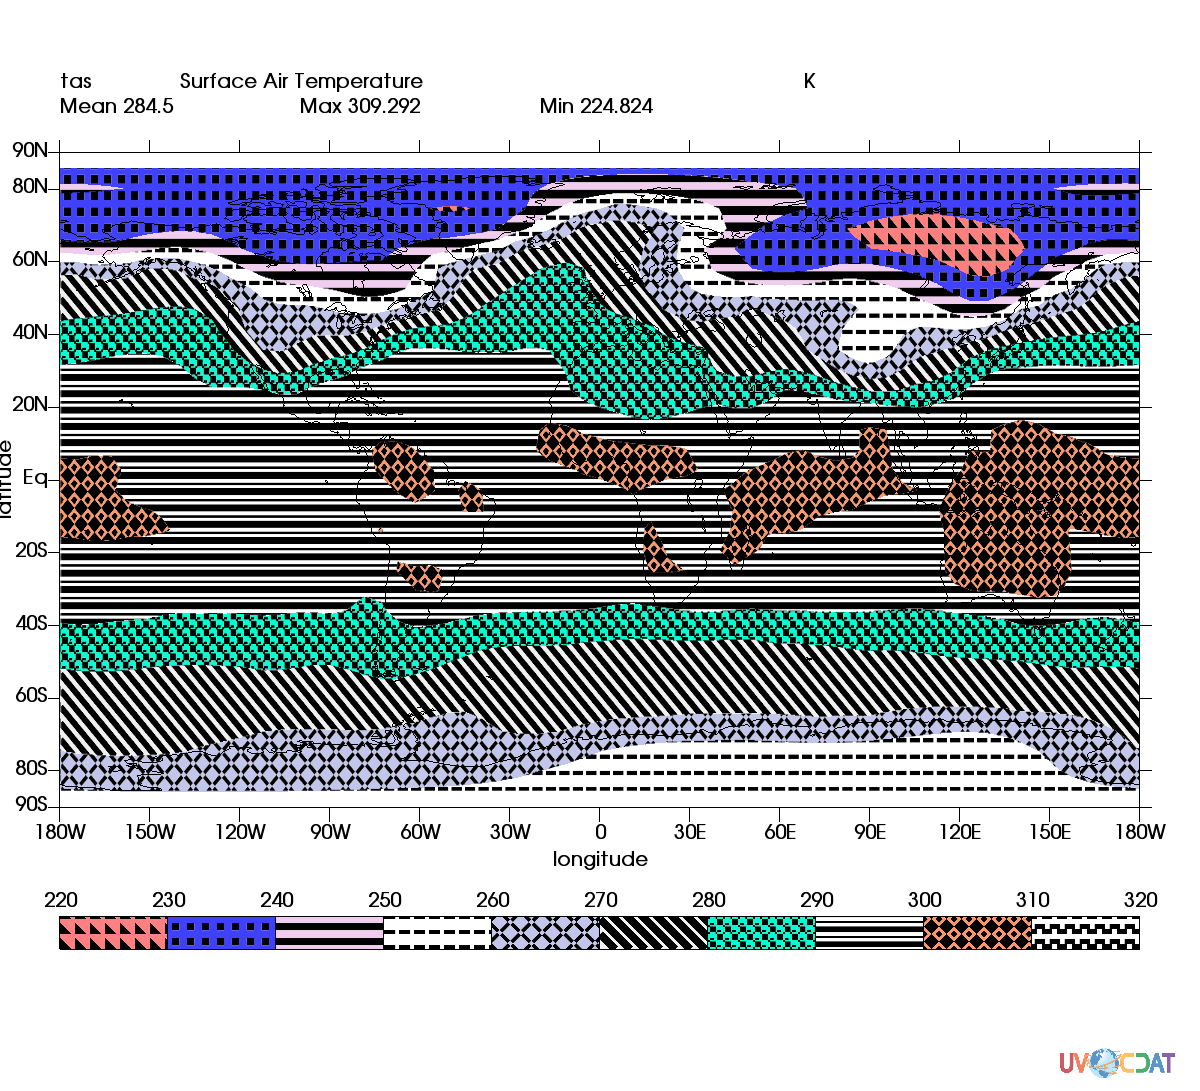 tas Surface Air Temperature K
Mean 284.5 Max 309.292 Min 224.824
90N
80N
60N
40N
20N
Eq
20S
40S
60S
80S
90S
latitude
180W 150W 120W 90W 60W 30W 0 30E 60E 90E 120E 150E 180W
longitude
220 230 240 250 260 270 280 290 300 310 320
UVCDAT